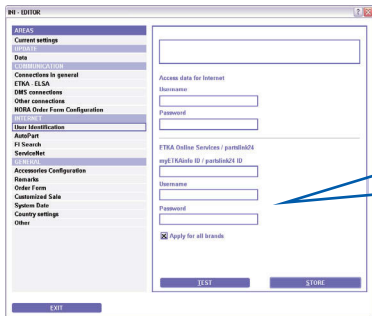 INI - EDITOR
AREAS
Current settings
UPDATE
Data
COMMUNICATION
Connections in general
ETKA - ELSA
DMS connections
Other connections
NORA Order Form Configuration
INTERNET
User Identification
AutoPart
FI Search
ServiceNet
GENERAL
Accessories Configuration
Remarks
Order Form
Customized Sale
System Date
Country settings
Other
Access data for Internet
Username
Password
ETKA Online Services / partslink24
myETKAinfo ID / partslink24 ID
Username
Password
Apply for all brands
TEST
STORE
EXIT